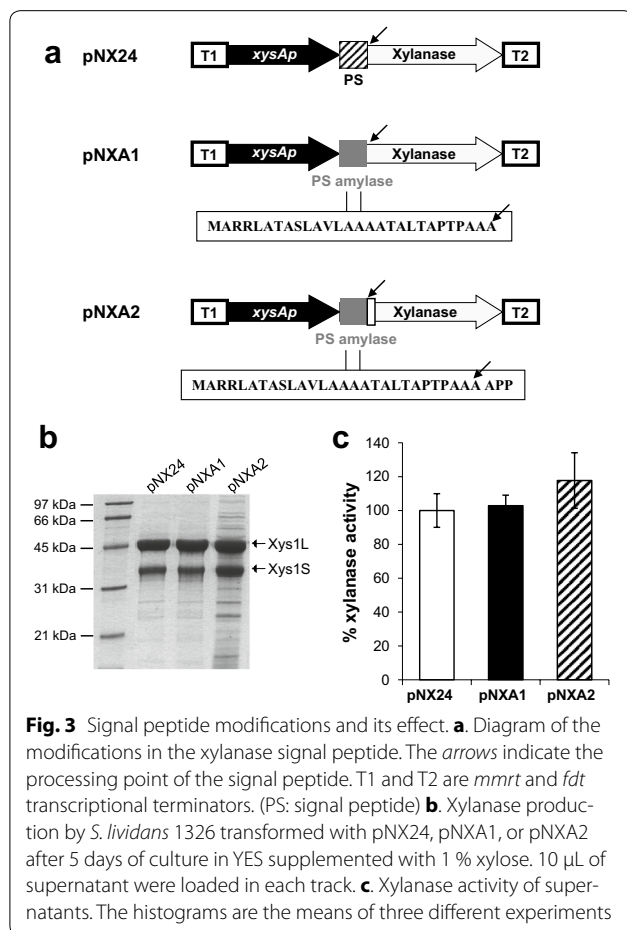 a
pNX24
T1 xysAp Xylanase T2
PS
pNXA1
T1 xysAp Xylanase T2
PS amylase
MARRLATASLAVLAAAATALTAPTPAAA
pNXA2
T1 xysAp Xylanase T2
PS amylase
MARRLATASLAVLAAAATALTAPTPAAA APP
b
pNX24 pNXA1 pNXA2
97 kDa
66 kDa
45 kDa
31 kDa
21 kDa
Xys1L
Xys1S
c
% xylanase activity
140
120
100
80
60
40
20
0
pNX24 pNXA1 pNXA2
Fig. 3 Signal peptide modifications and its effect. a. Diagram of the
modifications in the xylanase signal peptide. The arrows indicate the
processing point of the signal peptide. T1 and T2 are mmrt and fdt
transcriptional terminators. (PS: signal peptide) b. Xylanase produc-
tion by S. lividans 1326 transformed with pNX24, pNXA1, or pNXA2
after 5 days of culture in YES supplemented with 1 % xylose. 10 µL of
supernatant were loaded in each track. c. Xylanase activity of super-
natants. The histograms are the means of three different experiments